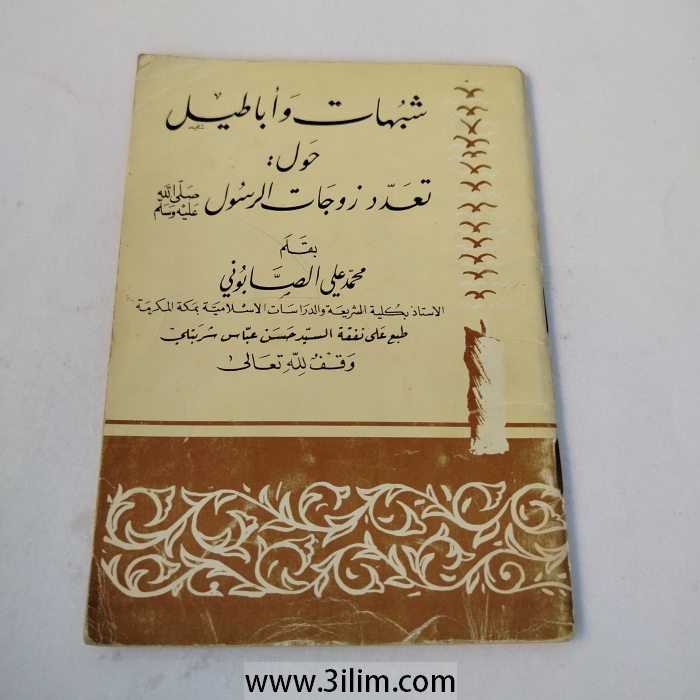 شبهات وأباطيل
حول :
تعدد زوجات الرسول صلى الله عليه وسلم
بقلم
محمد علي الصابوني
الاستاذ بكلية الشريعة والدراسات الاسلامية بمكة المكرمة
طبع على نفقة السيد حسن عباس شربتلي
وقف لله تعالى
www.3ilim.com